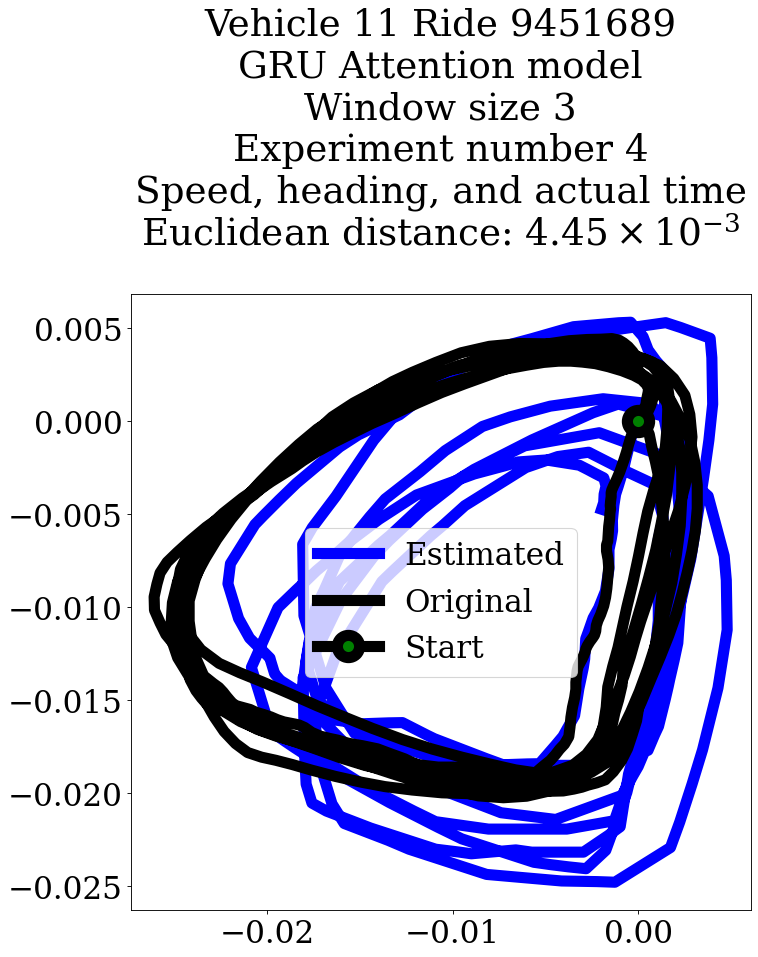 Vehicle 11 Ride 9451689
GRU Attention model
Window size 3
Experiment number 4
Speed, heading, and actual time
Euclidean distance: 4.45 × 10⁻³
0.005
0.000
−0.005
−0.010
−0.015
−0.020
−0.025
Estimated
Original
Start
−0.02
−0.01
0.00